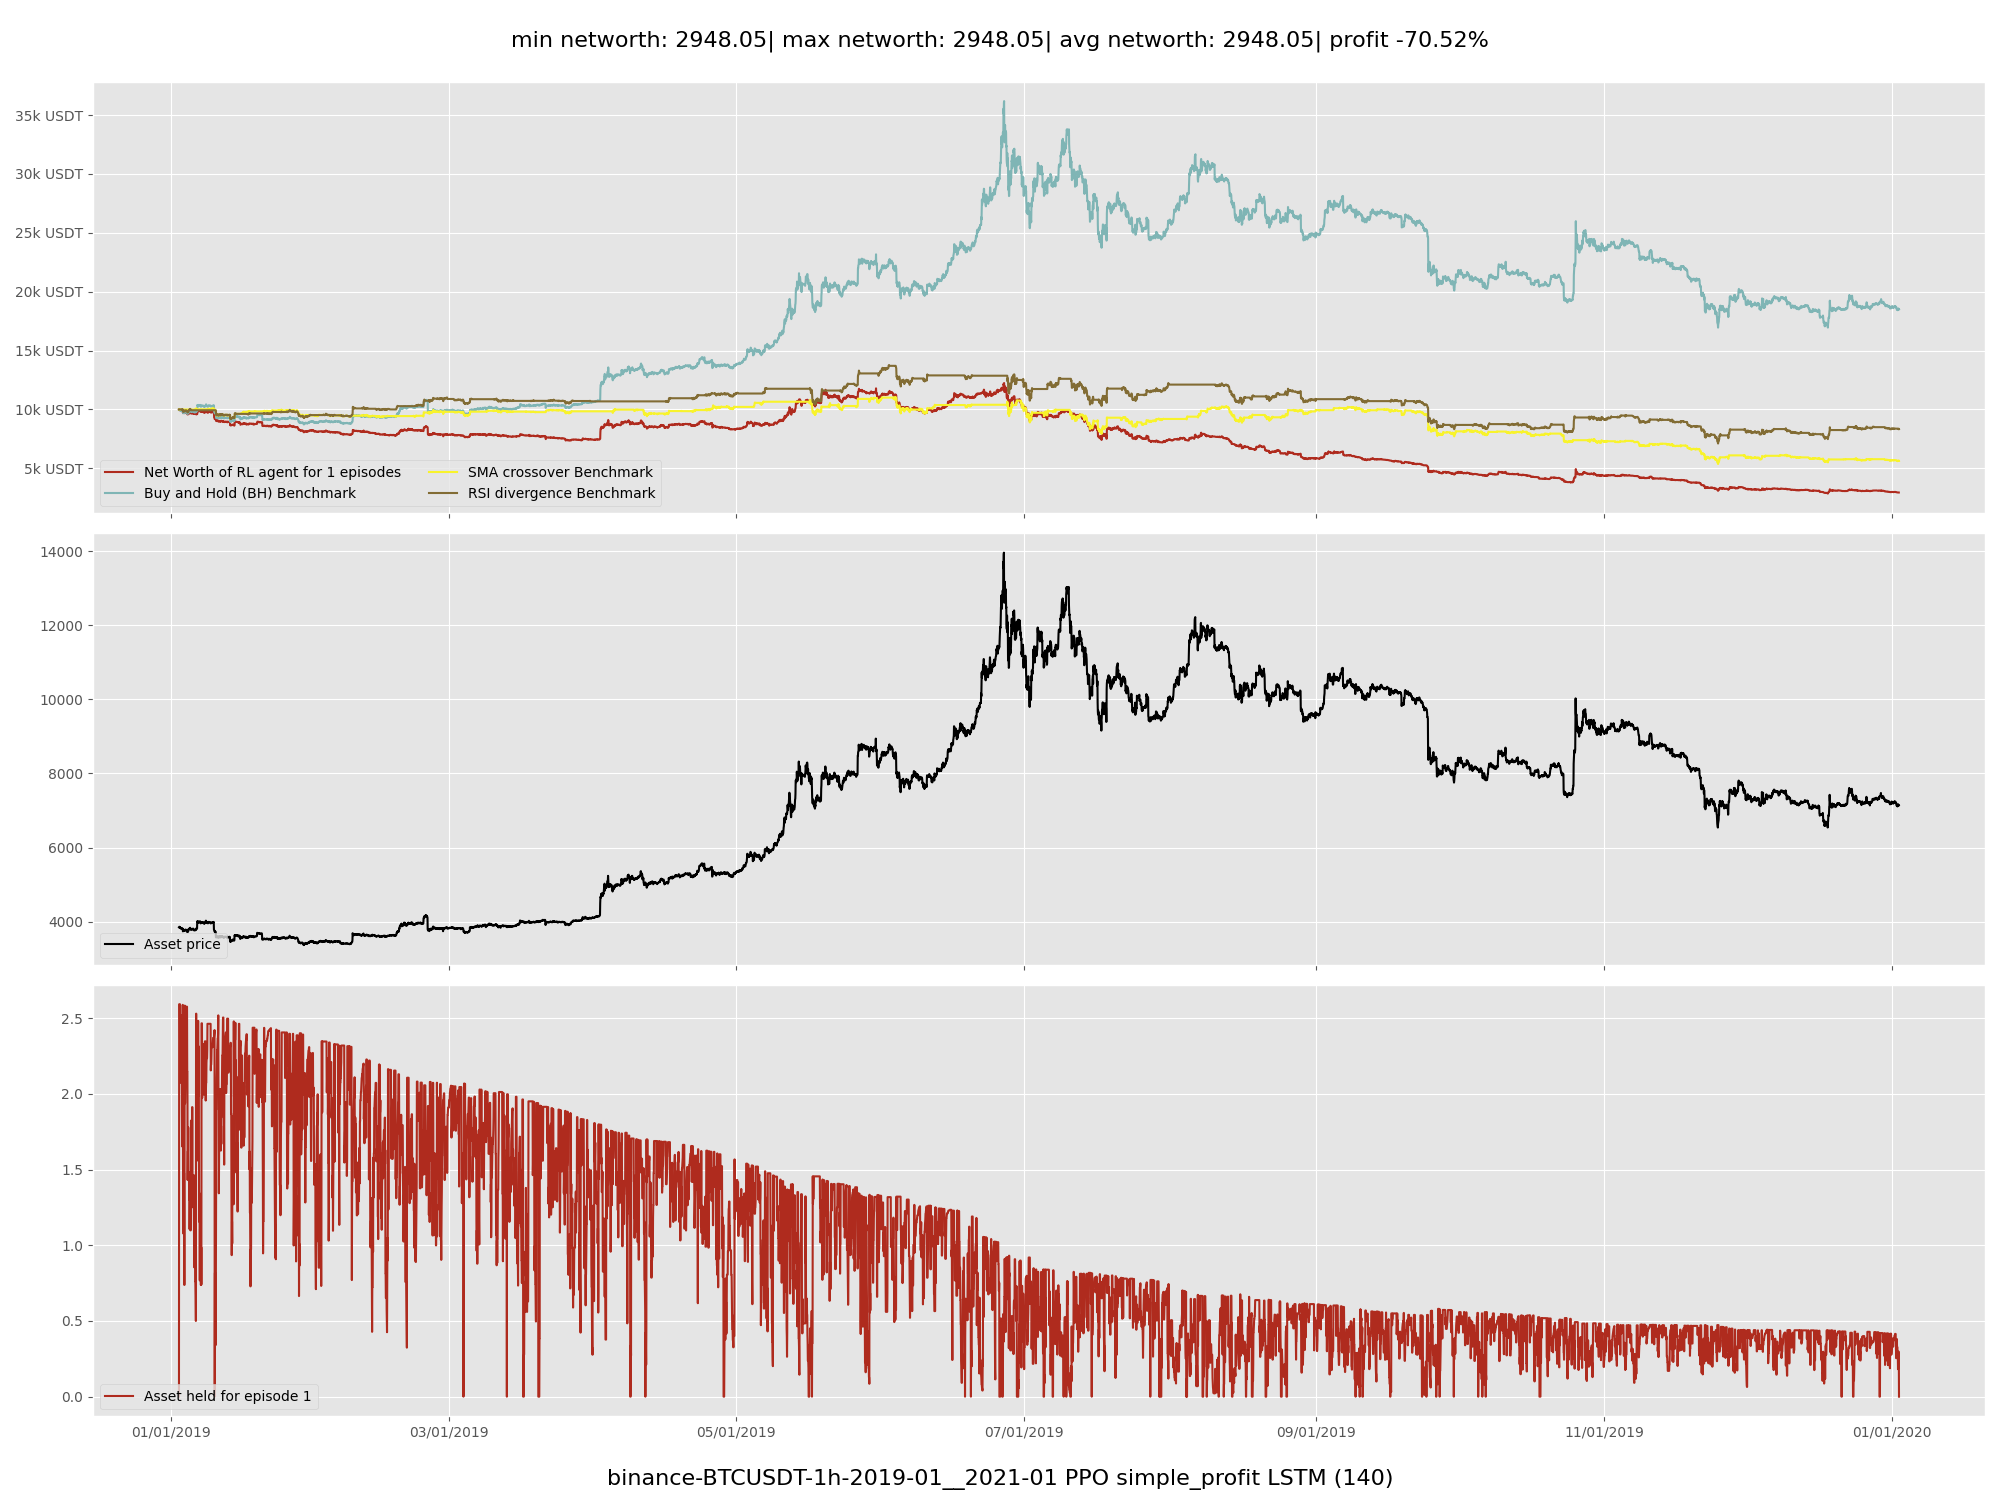 min networth: 2948.05| max networth: 2948.05| avg networth: 2948.05| profit -70.52%
35k USDT
30k USDT
25k USDT
20k USDT
15k USDT
10k USDT
5k USDT
Net Worth of RL agent for 1 episodes
Buy and Hold (BH) Benchmark
SMA crossover Benchmark
RSI divergence Benchmark
14000
12000
10000
8000
6000
4000
Asset price
2.5
2.0
1.5
1.0
0.5
0.0
Asset held for episode 1
01/01/2019
03/01/2019
05/01/2019
07/01/2019
09/01/2019
11/01/2019
01/01/2020
binance-BTCUSDT-1h-2019-01__2021-01 PPO simple_profit LSTM (140)